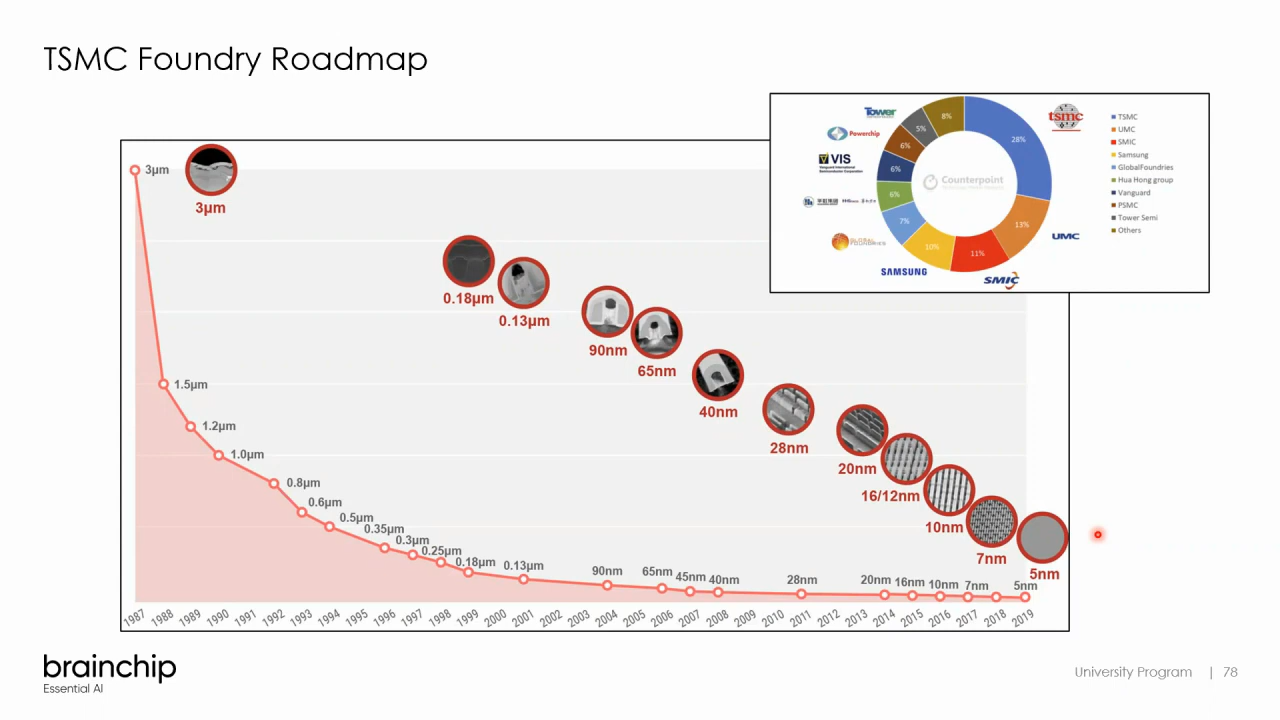 TSMC Foundry Roadmap
3µm
3µm
1.5µm
1.2µm
1.0µm
0.8µm
0.6µm
0.5µm
0.35µm
0.3µm
0.25µm
0.18µm
0.13µm
90nm
65nm
45nm
40nm
28nm
20nm
16nm
10nm
7nm
5nm
0.18µm
0.13µm
90nm
65nm
40nm
28nm
20nm
16/12nm
10nm
7nm
5nm
1987 1988 1989 1990 1991 1992 1993 1994 1995 1996 1997 1998 1999 2000 2001 2002 2003 2004 2005 2006 2007 2008 2009 2010 2011 2012 2013 2014 2015 2016 2017 2018 2019
Tower
Powerchip
VIS
Vanguard International
Semiconductor Corporation
GLOBAL
FOUNDRIES
SAMSUNG
SMIC
UMC
tsmc
Counterpoint
28%
13%
11%
10%
7%
6%
6%
6%
5%
8%
TSMC
UMC
SMIC
Samsung
GlobalFoundries
Hua Hong group
Vanguard
PSMC
Tower Semi
Others
brainchip
Essential AI
University Program | 78